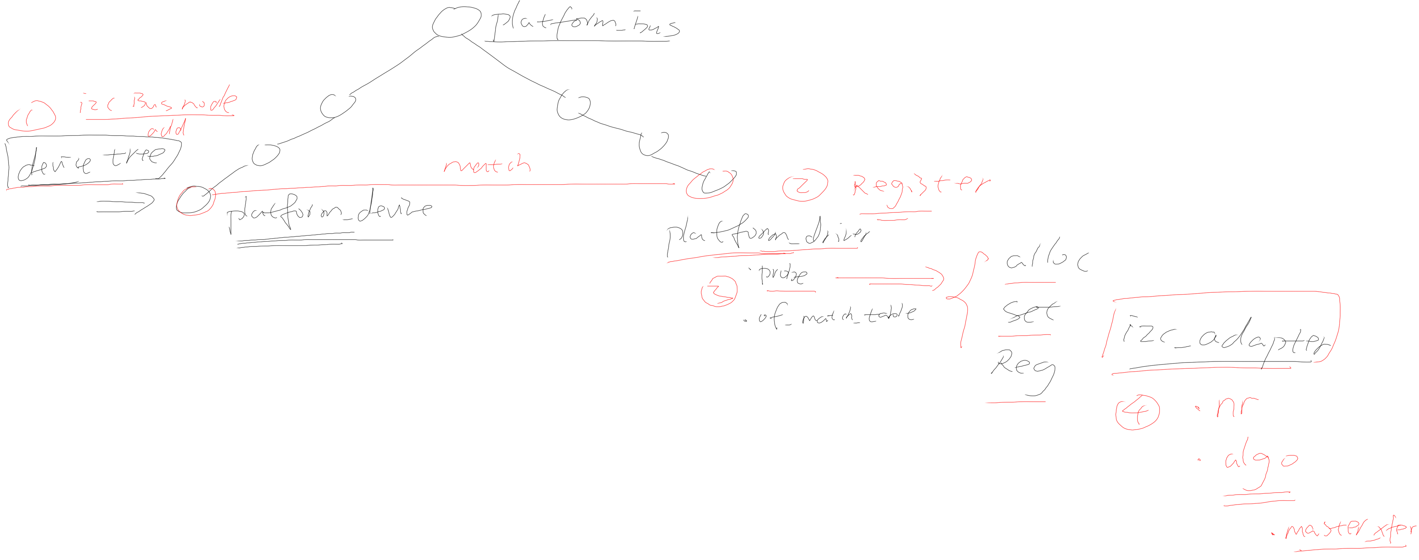 platform_bus
① i2c Bus node
add
device tree
match
② Register
platform_device
platform_driver
③ · probe
· of_match_table
alloc
set
Reg
i2c_adapter
④ · nr
· algo
· master_xfer